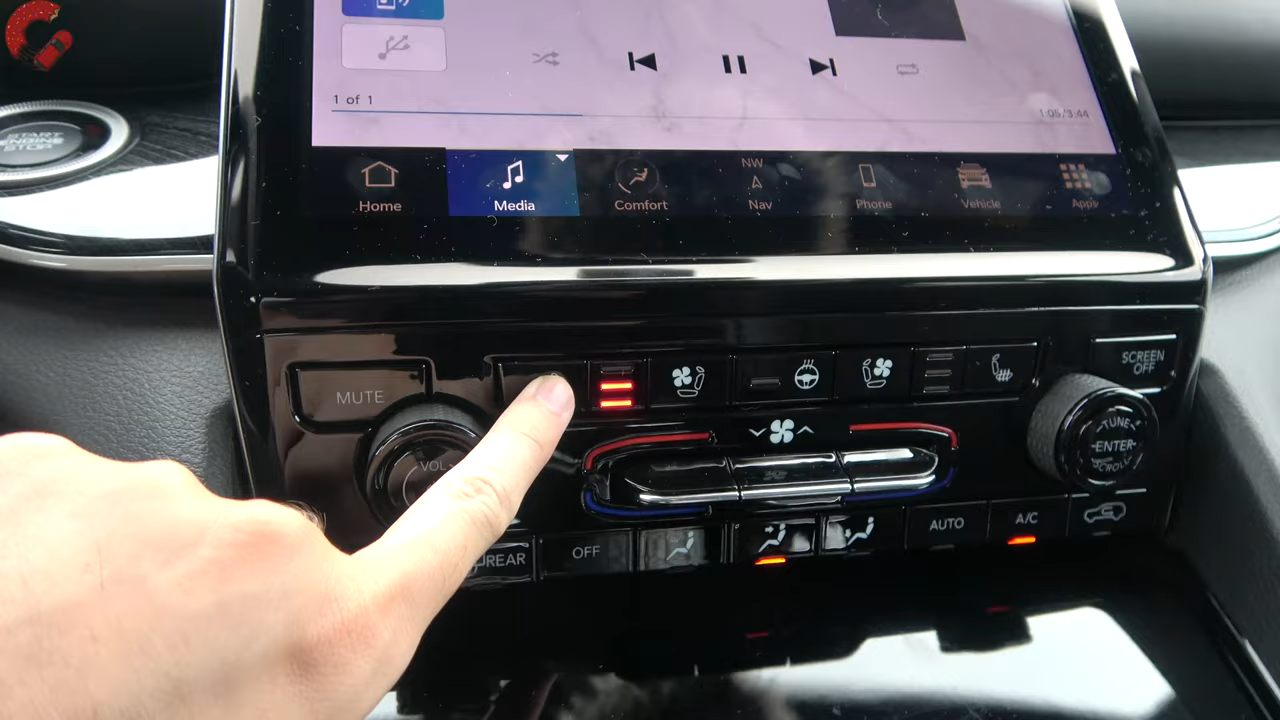 1 of 1
1:05/3:44
START
ENGINE
STOP
Home
Media
Comfort
NW
Nav
Phone
Vehicle
Apps
MUTE
SCREEN
OFF
VOL
TUNE
ENTER
SCROLL
REAR
OFF
AUTO
A/C